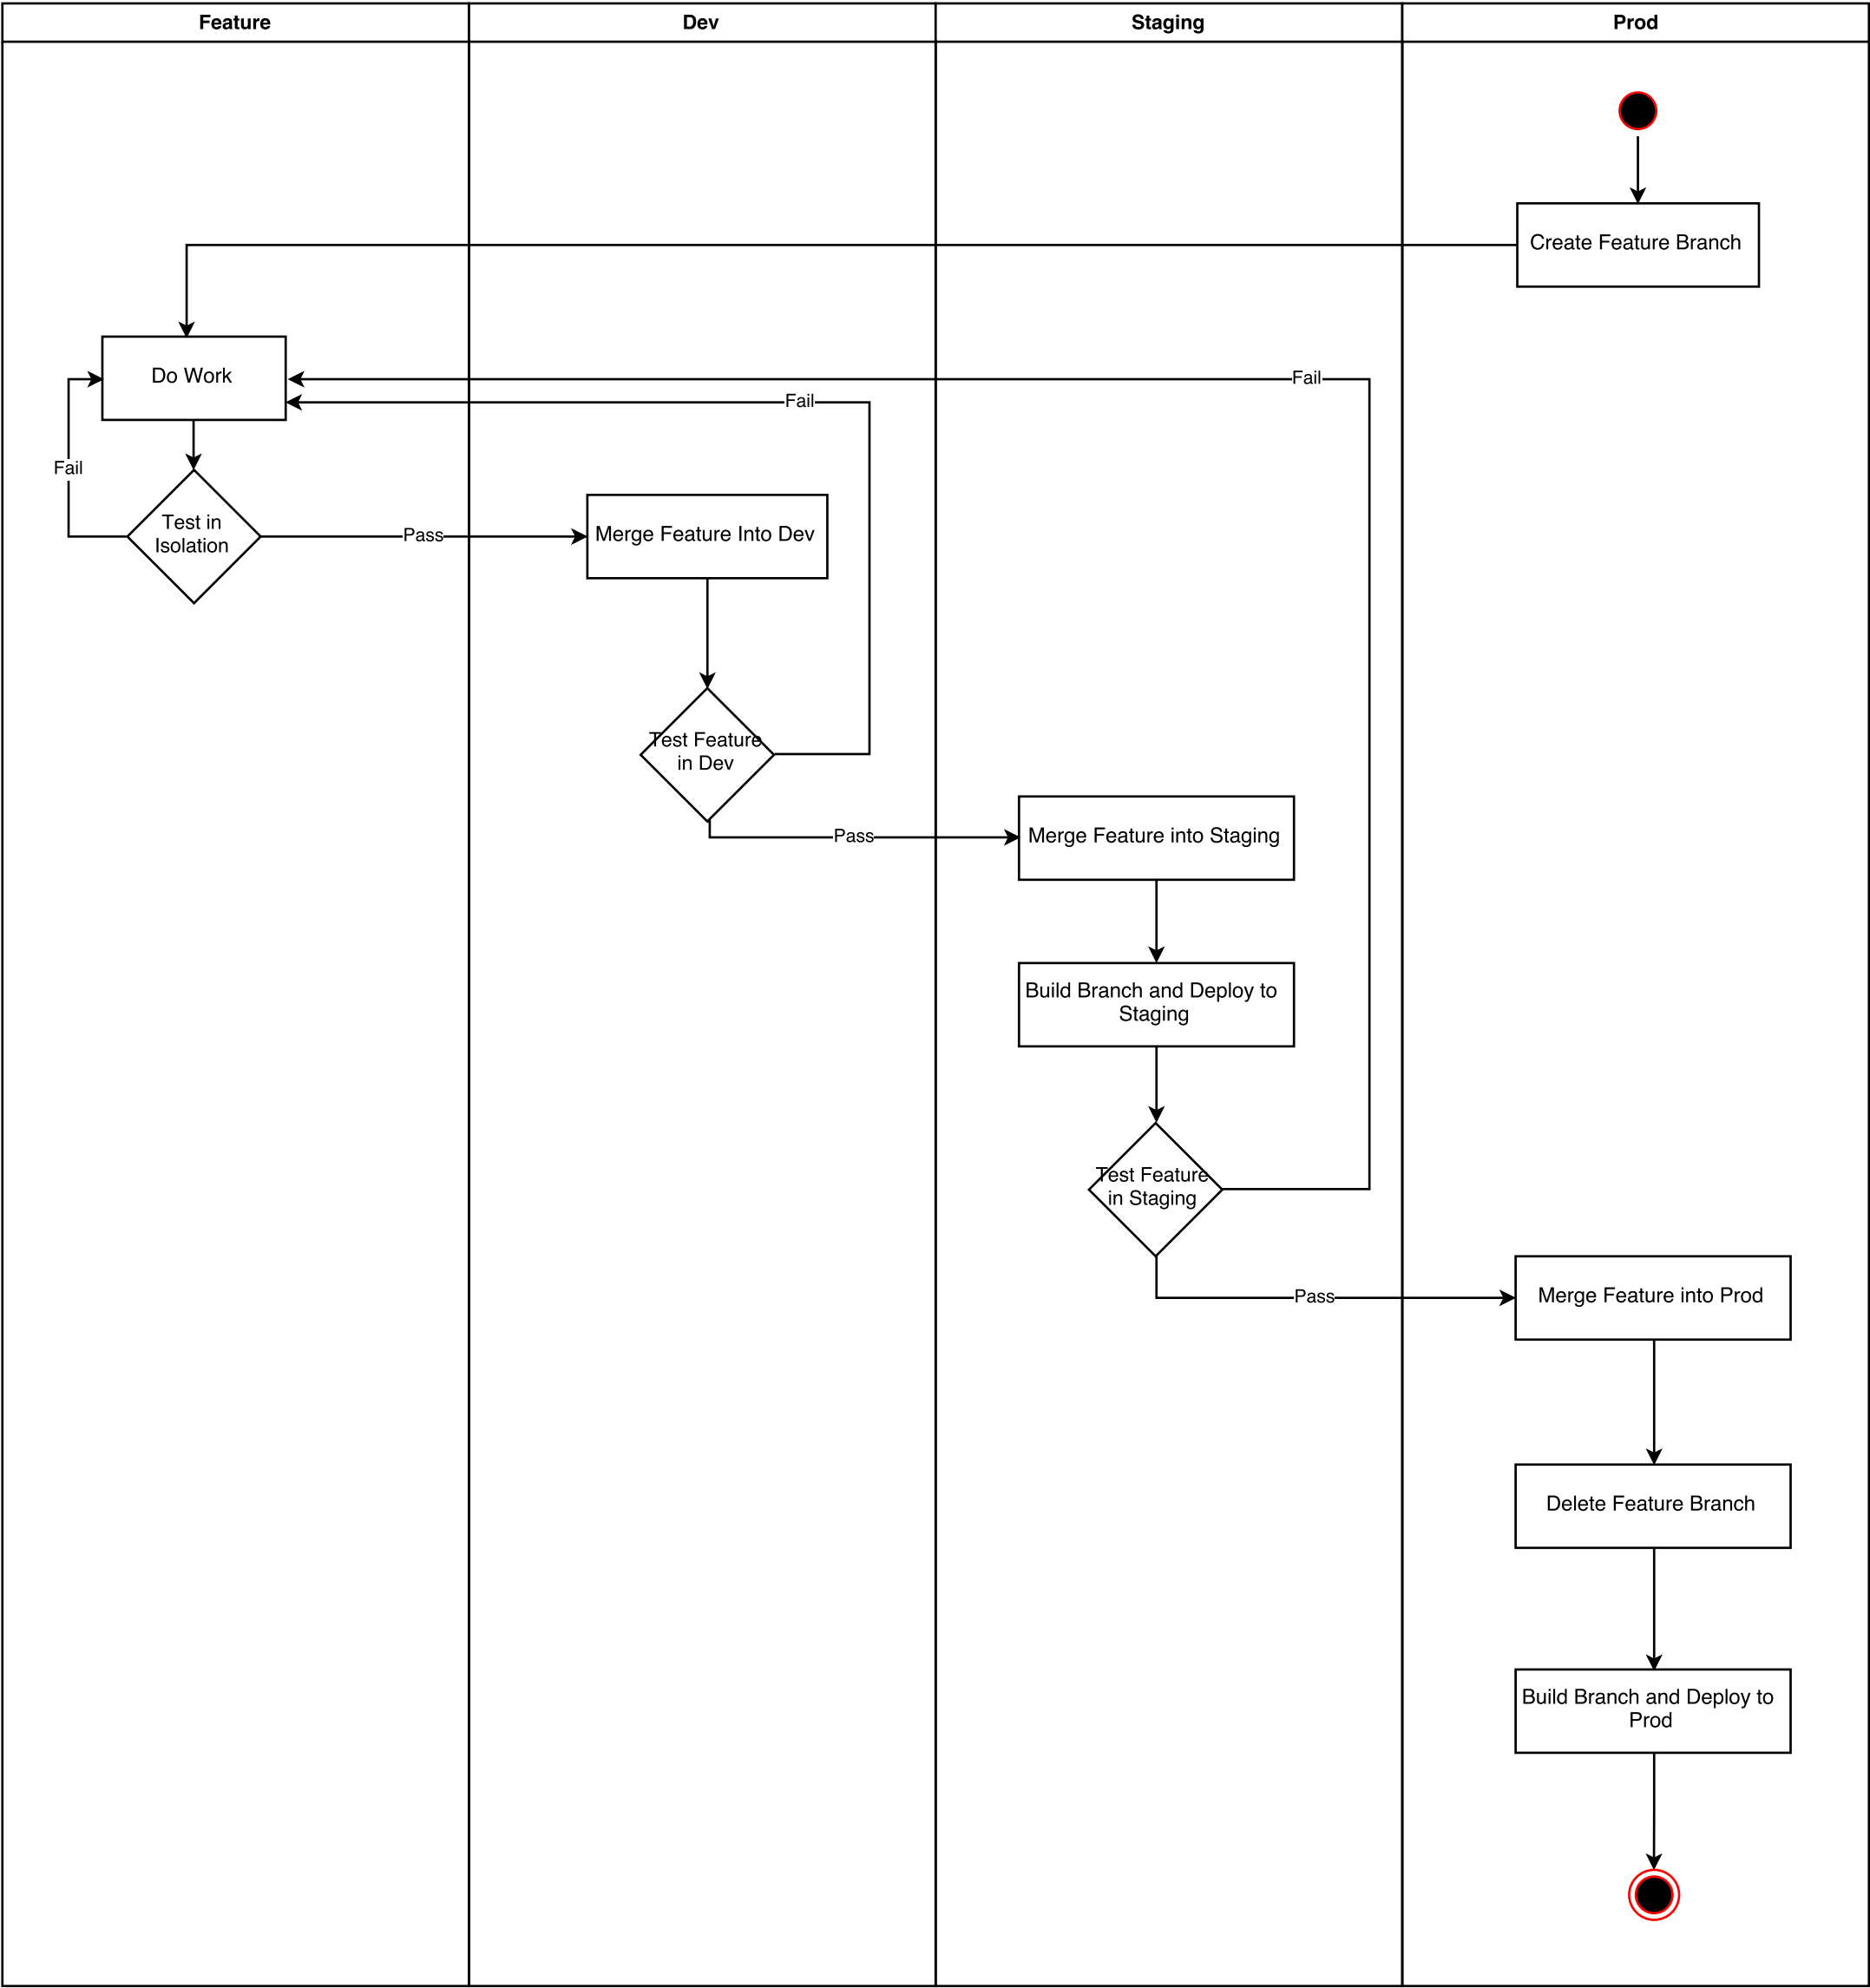 Feature
Dev
Staging
Prod
Create Feature Branch
Do Work
Fail
Fail
Fail
Test in
Isolation
Pass
Merge Feature Into Dev
Test Feature
in Dev
Pass
Merge Feature into Staging
Build Branch and Deploy to
Staging
Test Feature
in Staging
Pass
Merge Feature into Prod
Delete Feature Branch
Build Branch and Deploy to
Prod